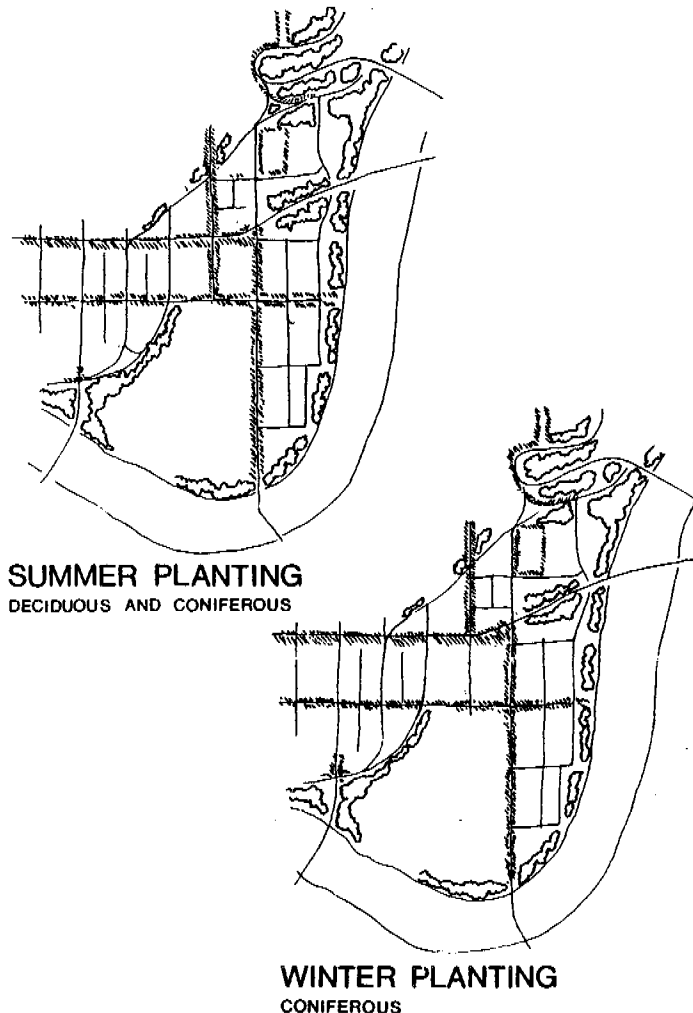 SUMMER PLANTING
DECIDUOUS AND CONIFEROUS
WINTER PLANTING
CONIFEROUS